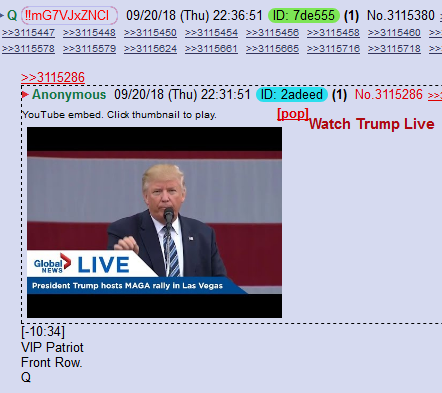 Q !!mG7VJxZNCI 09/20/18 (Thu) 22:36:51 ID: 7de555 (1) No.3115380
>>3115447 >>3115448 >>3115450 >>3115454 >>3115456 >>3115457 >>3115
>>3115578 >>3115579 >>3115624 >>3115661 >>3115665 >>3115716 >>3115718
>>3115286
Anonymous 09/20/18 (Thu) 22:31:51 ID: 2adeed (1) No.3115286 >>3
YouTube embed. Click thumbnail to play. [pop]
Watch Trump Live
Global NEWS LIVE
President Trump hosts MAGA rally in Las Vegas
[-10:34]
VIP Patriot
Front Row.
Q